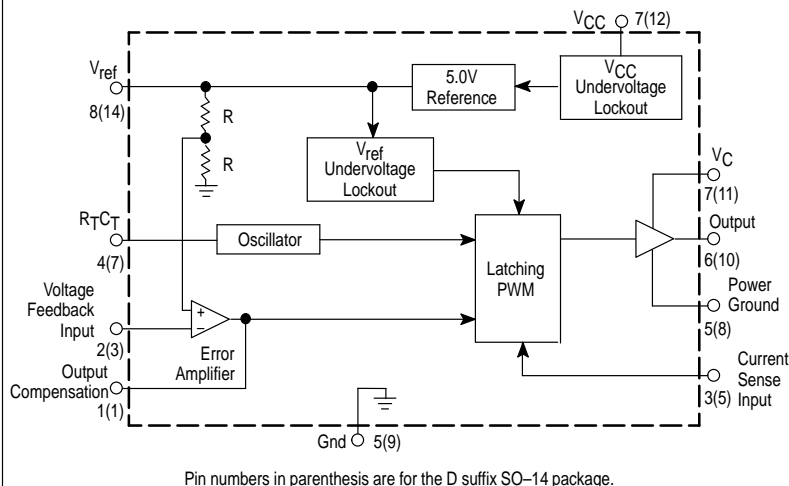 VCC 7(12)
Vref
8(14)
5.0V
Reference
VCC
Undervoltage
Lockout
R
R
Vref
Undervoltage
Lockout
VC
7(11)
RTCT
4(7)
Oscillator
Latching
PWM
Output
6(10)
Voltage
Feedback
Input
2(3)
+
–
Error
Amplifier
Power
Ground
5(8)
Output
Compensation
1(1)
Current
Sense
Input
3(5)
Gnd 5(9)
Pin numbers in parenthesis are for the D suffix SO–14 package.